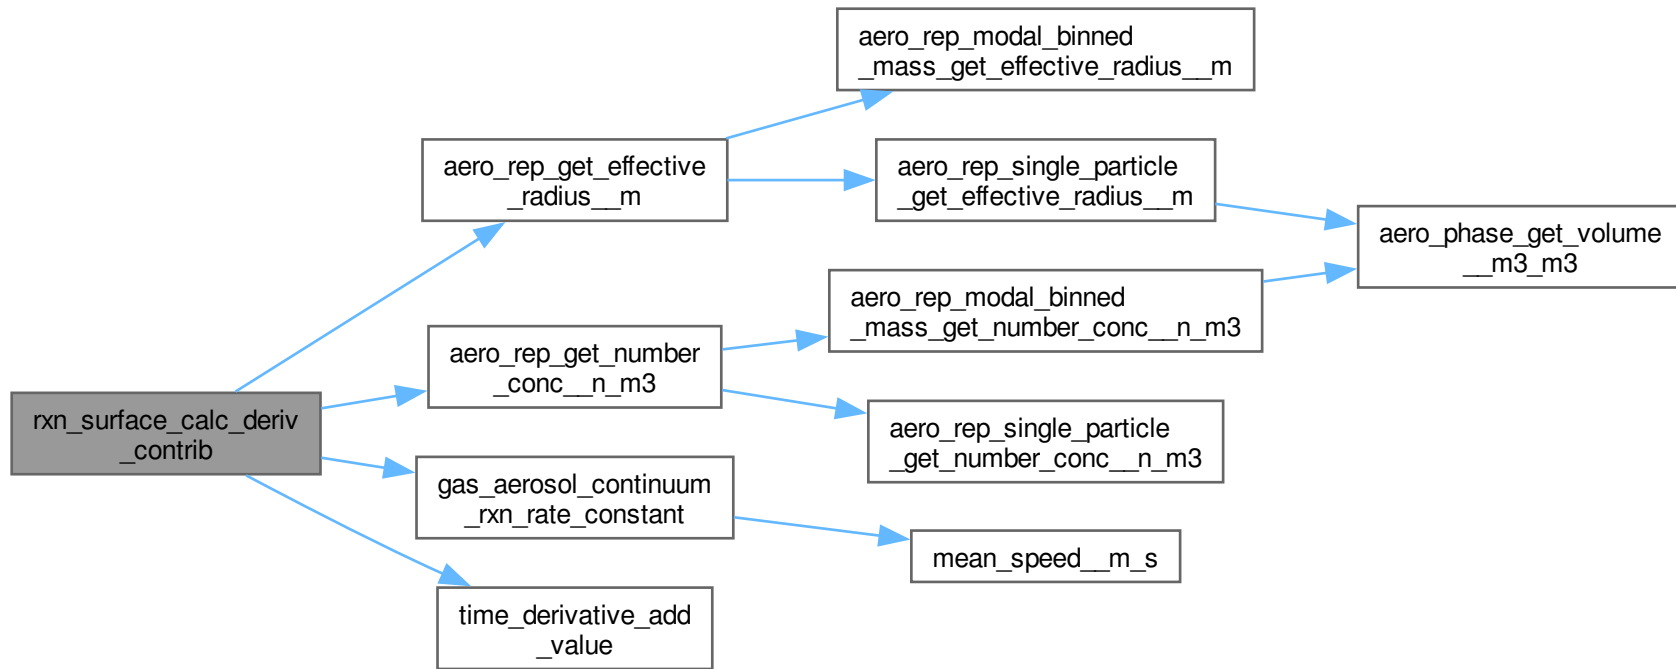 aero_rep_modal_binned
_mass_get_effective_radius__m
aero_rep_get_effective
_radius__m
aero_rep_single_particle
_get_effective_radius__m
aero_phase_get_volume
__m3_m3
aero_rep_modal_binned
_mass_get_number_conc__n_m3
aero_rep_get_number
_conc__n_m3
rxn_surface_calc_deriv
_contrib
aero_rep_single_particle
_get_number_conc__n_m3
gas_aerosol_continuum
_rxn_rate_constant
mean_speed__m_s
time_derivative_add
_value